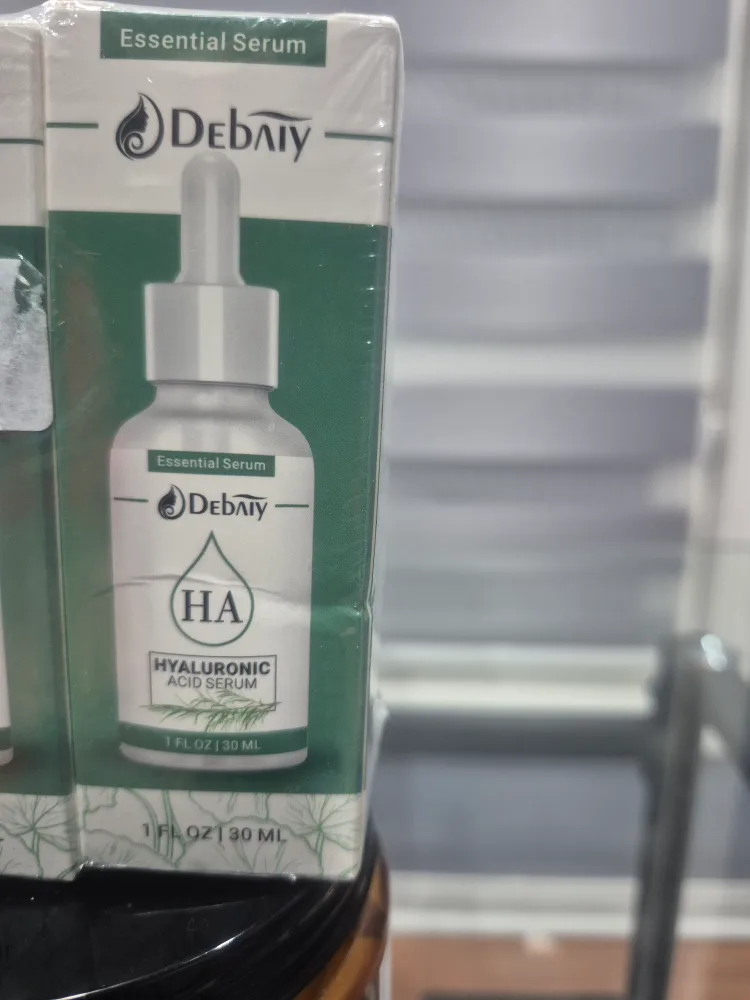 Essential Serum
DEBAIY
Essential Serum
DEBAIY
HA
HYALURONIC
ACID SERUM
1 FL OZ | 30 ML
1 FL OZ | 30 ML